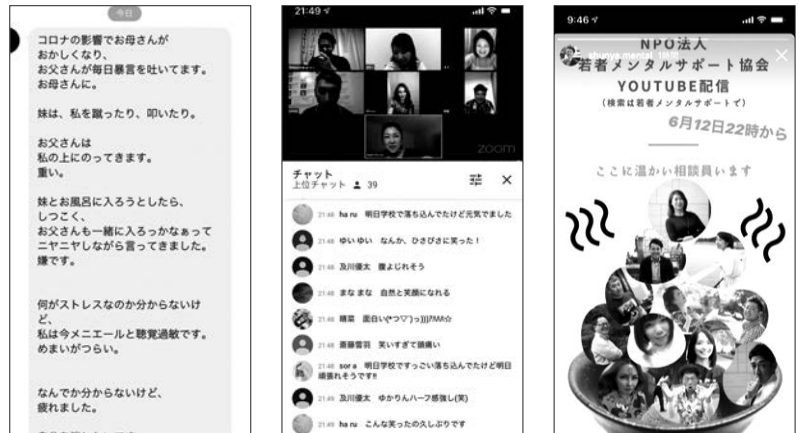 今日
コロナの影響でお母さんが
おかしくなり、
お父さんが毎日暴言を吐いてます。
お母さんに。
妹は、私を蹴ったり、叩いたり。
お父さんは
私の上にのってきます。
重い。
妹とお風呂に入ろうとしたら、
しつこく、
お父さんも一緒に入ろっかなぁって
ニヤニヤしながら言ってきました。
嫌です。
何がストレスなのか分からないけ
ど、
私は今メニエールと聴覚過敏です。
めまいがつらい。
なんでか分からないけど、
疲れました。
21:49
zoom
チャット
上位チャット 39
21:48 ha ru 明日学校で落ち込んでたけど元気でました
21:48 ゆい ゆい なんか、ひさびさに笑った！
21:48 及川優太 腹よじれそう
21:48 まな まな 自然と笑顔になれる
21:48 晴菜 面白い
21:48 斎藤雪羽 笑いすぎて頭痛い
21:48 sor a 明日学校ですっごい落ち込んでたけど明日
頑張れそうです!!
21:49 及川優太 ゆかりんハーフ感強し(笑)
21:49 ha ru こんな笑ったの久しぶりです
9:46
NPO法人
shunya.mental
若者メンタルサポート協会
YOUTUBE配信
(検索は若者メンタルサポートで)
6月12日22時から
ここに温かい相談員います